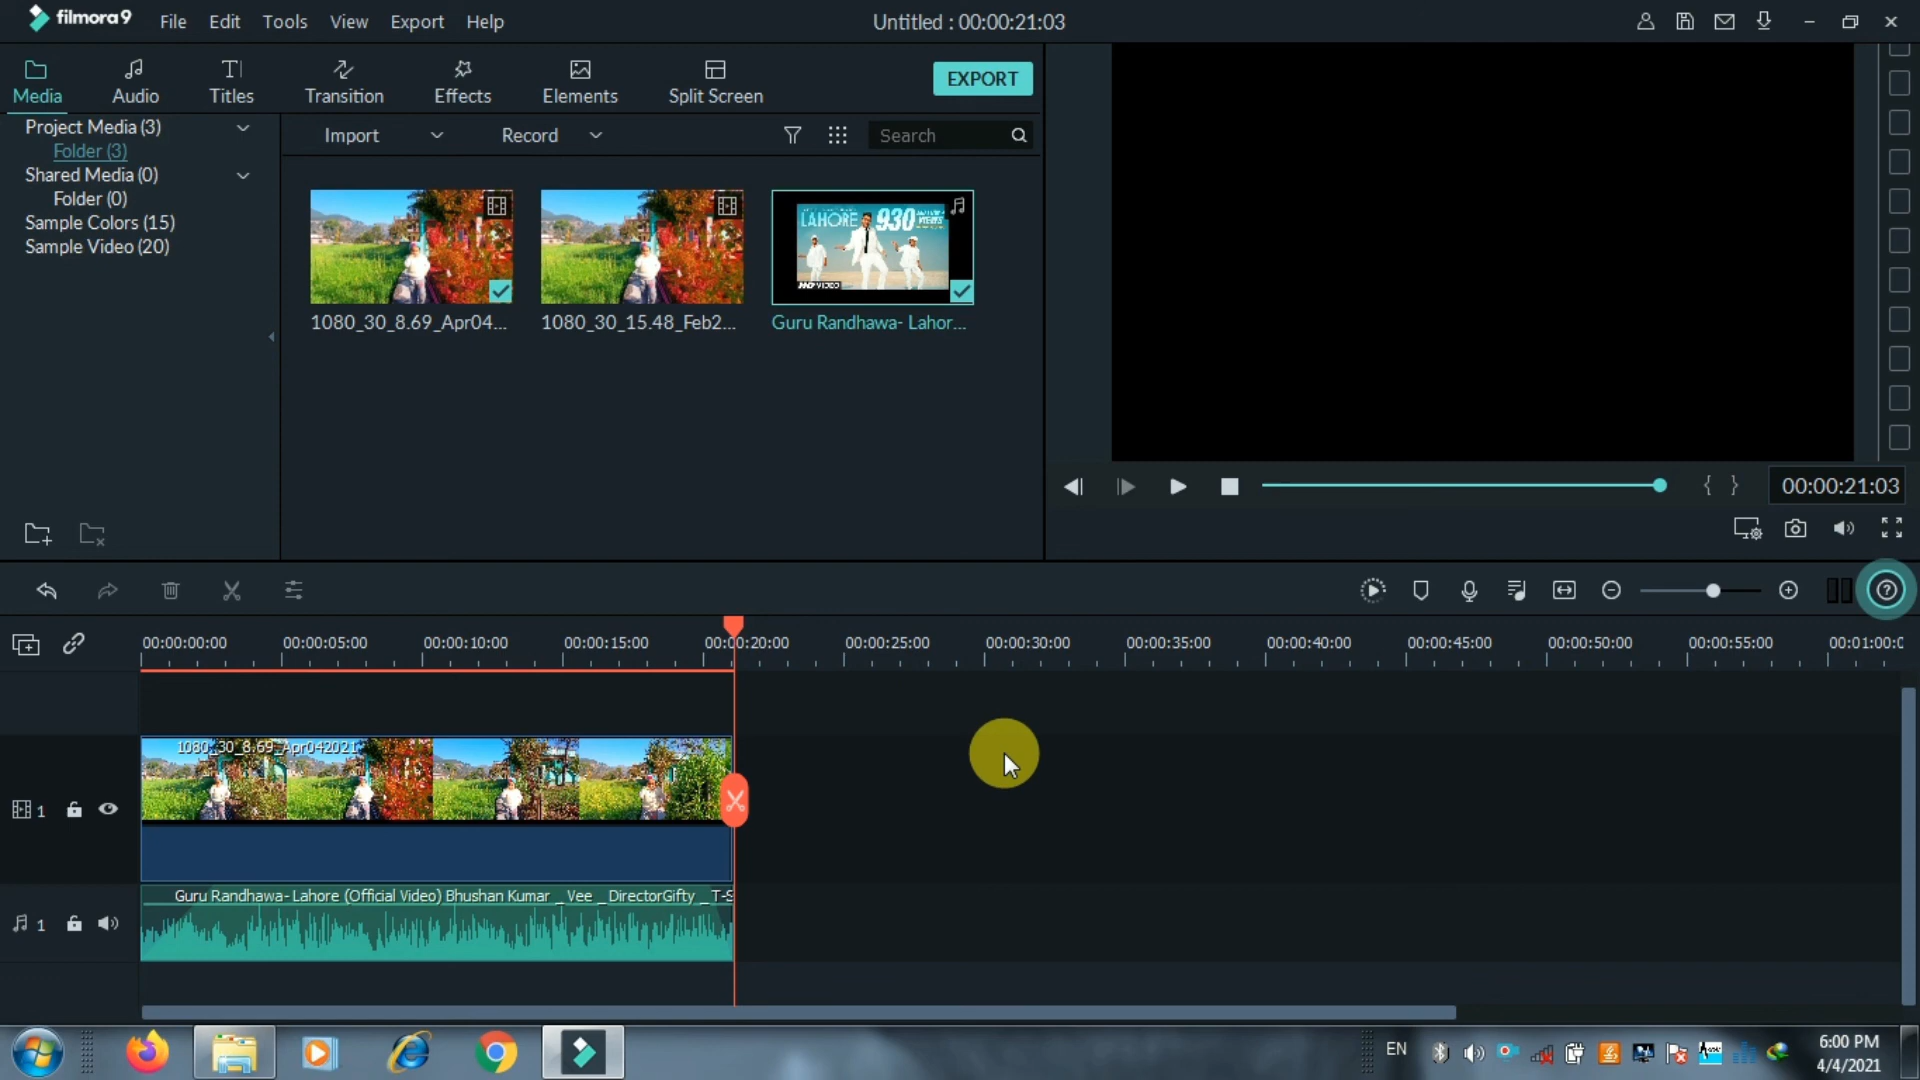 filmora9
File Edit Tools View Export Help
Untitled : 00:00:21:03
Media Audio Titles Transition Effects Elements Split Screen
EXPORT
Project Media (3)
Folder (3)
Shared Media (0)
Folder (0)
Sample Colors (15)
Sample Video (20)
Import Record Search
LAHORE 930
HD VIDEO
1080_30_8.69_Apr04... 1080_30_15.48_Feb2... Guru Randhawa- Lahor...
{ } 00:00:21:03
00:00:00:00 00:00:05:00 00:00:10:00 00:00:15:00 00:00:20:00 00:00:25:00 00:00:30:00 00:00:35:00 00:00:40:00 00:00:45:00 00:00:50:00 00:00:55:00 00:01:00:0
1080_30_8.69_Apr042021
1
Guru Randhawa- Lahore (Official Video) Bhushan Kumar _ Vee _ DirectorGifty _ T-S
1
EN
6:00 PM
4/4/2021